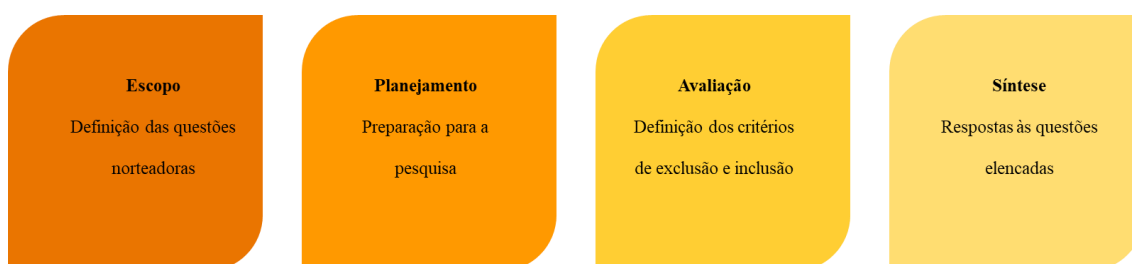 Escopo
Definição das questões
norteadoras
Planejamento
Preparação para a
pesquisa
Avaliação
Definição dos critérios
de exclusão e inclusão
Síntese
Respostas às questões
elencadas